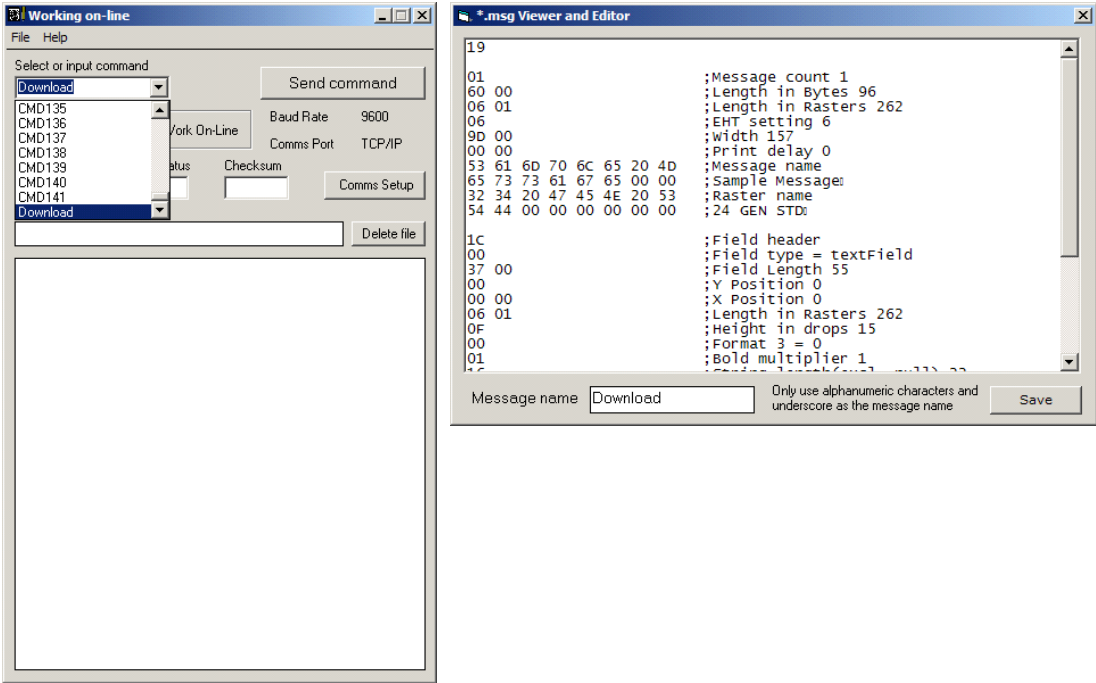 Working on-line
File Help
Select or input command
Download
Send command
CMD135
CMD136
CMD137
CMD138
CMD139
CMD140
CMD141
Download
Work On-Line
Baud Rate 9600
Comms Port TCP/IP
Checksum
Comms Setup
Delete file
*.msg Viewer and Editor
19
01 ;Message count 1
60 00 ;Length in Bytes 96
06 01 ;Length in Rasters 262
06 ;EHT setting 6
9D 00 ;Width 157
00 00 ;Print delay 0
53 61 6D 70 6C 65 20 4D ;Message name
65 73 73 61 67 65 00 00 ;Sample Message
32 34 20 47 45 4E 20 53 ;Raster name
54 44 00 00 00 00 00 00 ;24 GEN STD
1C ;Field header
00 ;Field type = textField
37 00 ;Field Length 55
00 ;Y Position 0
00 00 ;X Position 0
06 01 ;Length in Rasters 262
0F ;Height in drops 15
00 ;Format 3 = 0
01 ;Bold multiplier 1
Message name Download
Only use alphanumeric characters and
underscore as the message name
Save